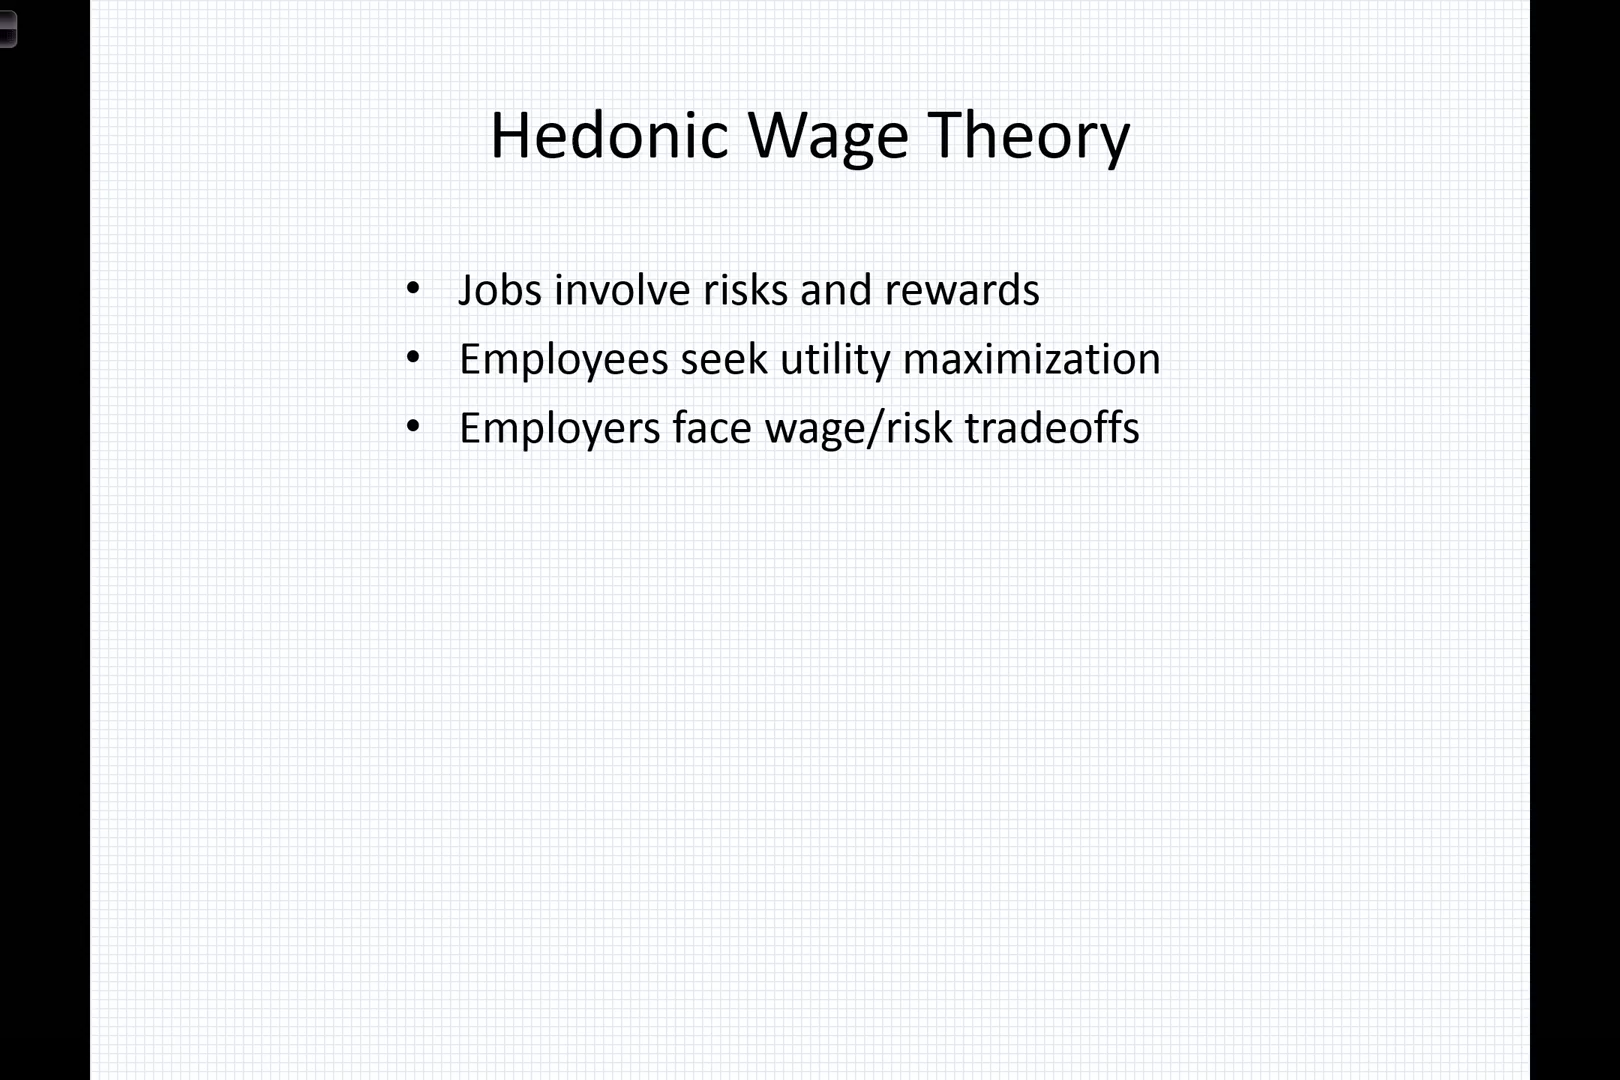 Hedonic Wage Theory
• Jobs involve risks and rewards
• Employees seek utility maximization
• Employers face wage/risk tradeoffs